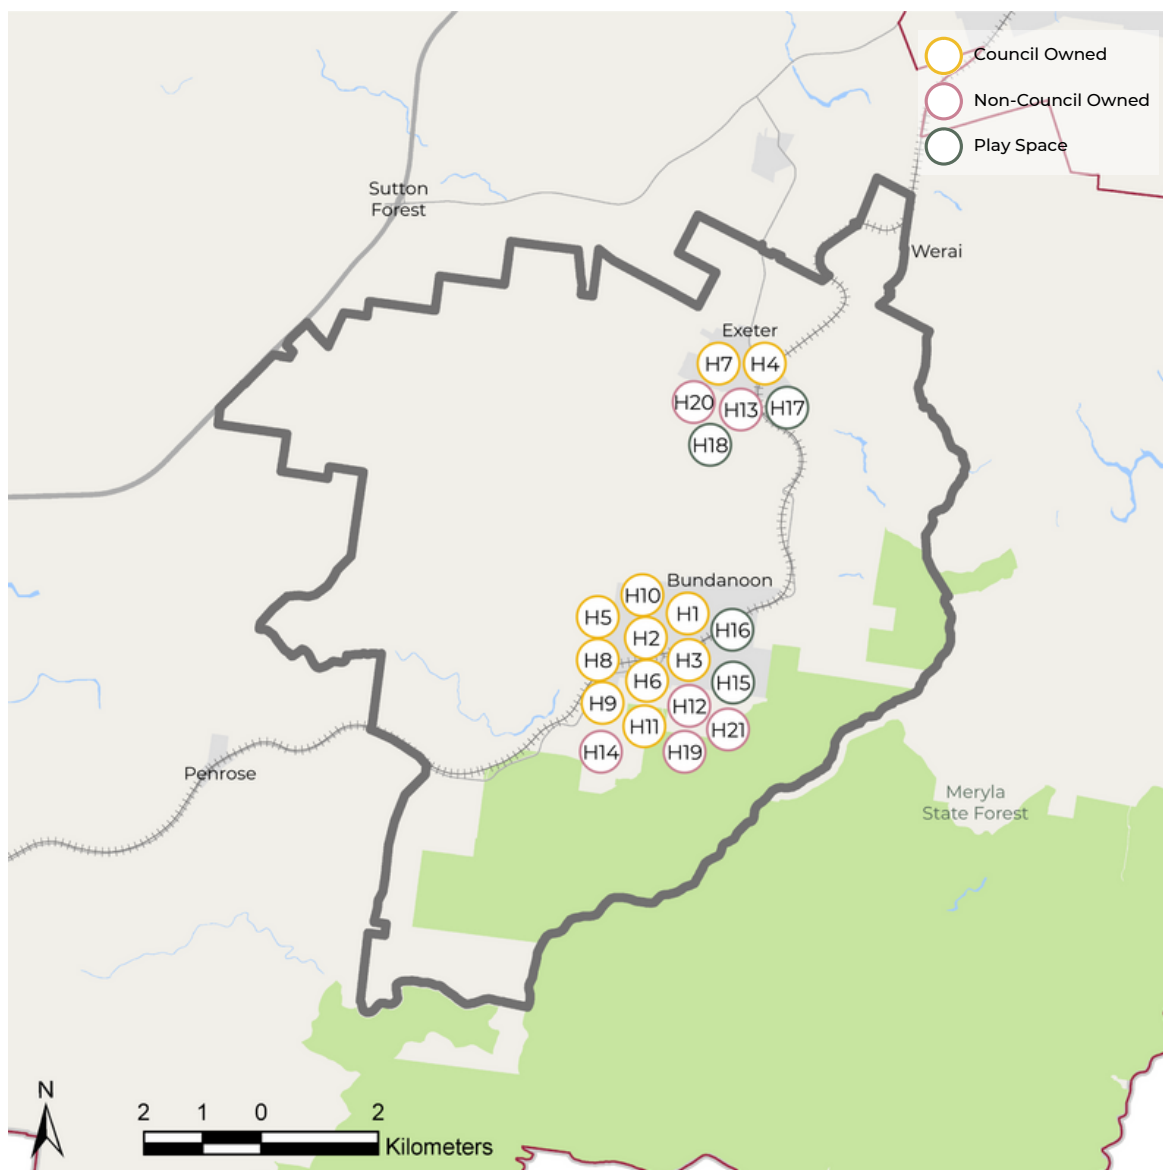 Council Owned
Non-Council Owned
Play Space
Sutton
Forest
Werai
Exeter
H7
H4
H20
H13
H17
H18
Bundanoon
H10
H5
H1
H2
H16
H8
H3
H6
H15
H9
H12
H11
H21
H14
H19
Penrose
Meryla
State Forest
N
2 1 0 2
Kilometers